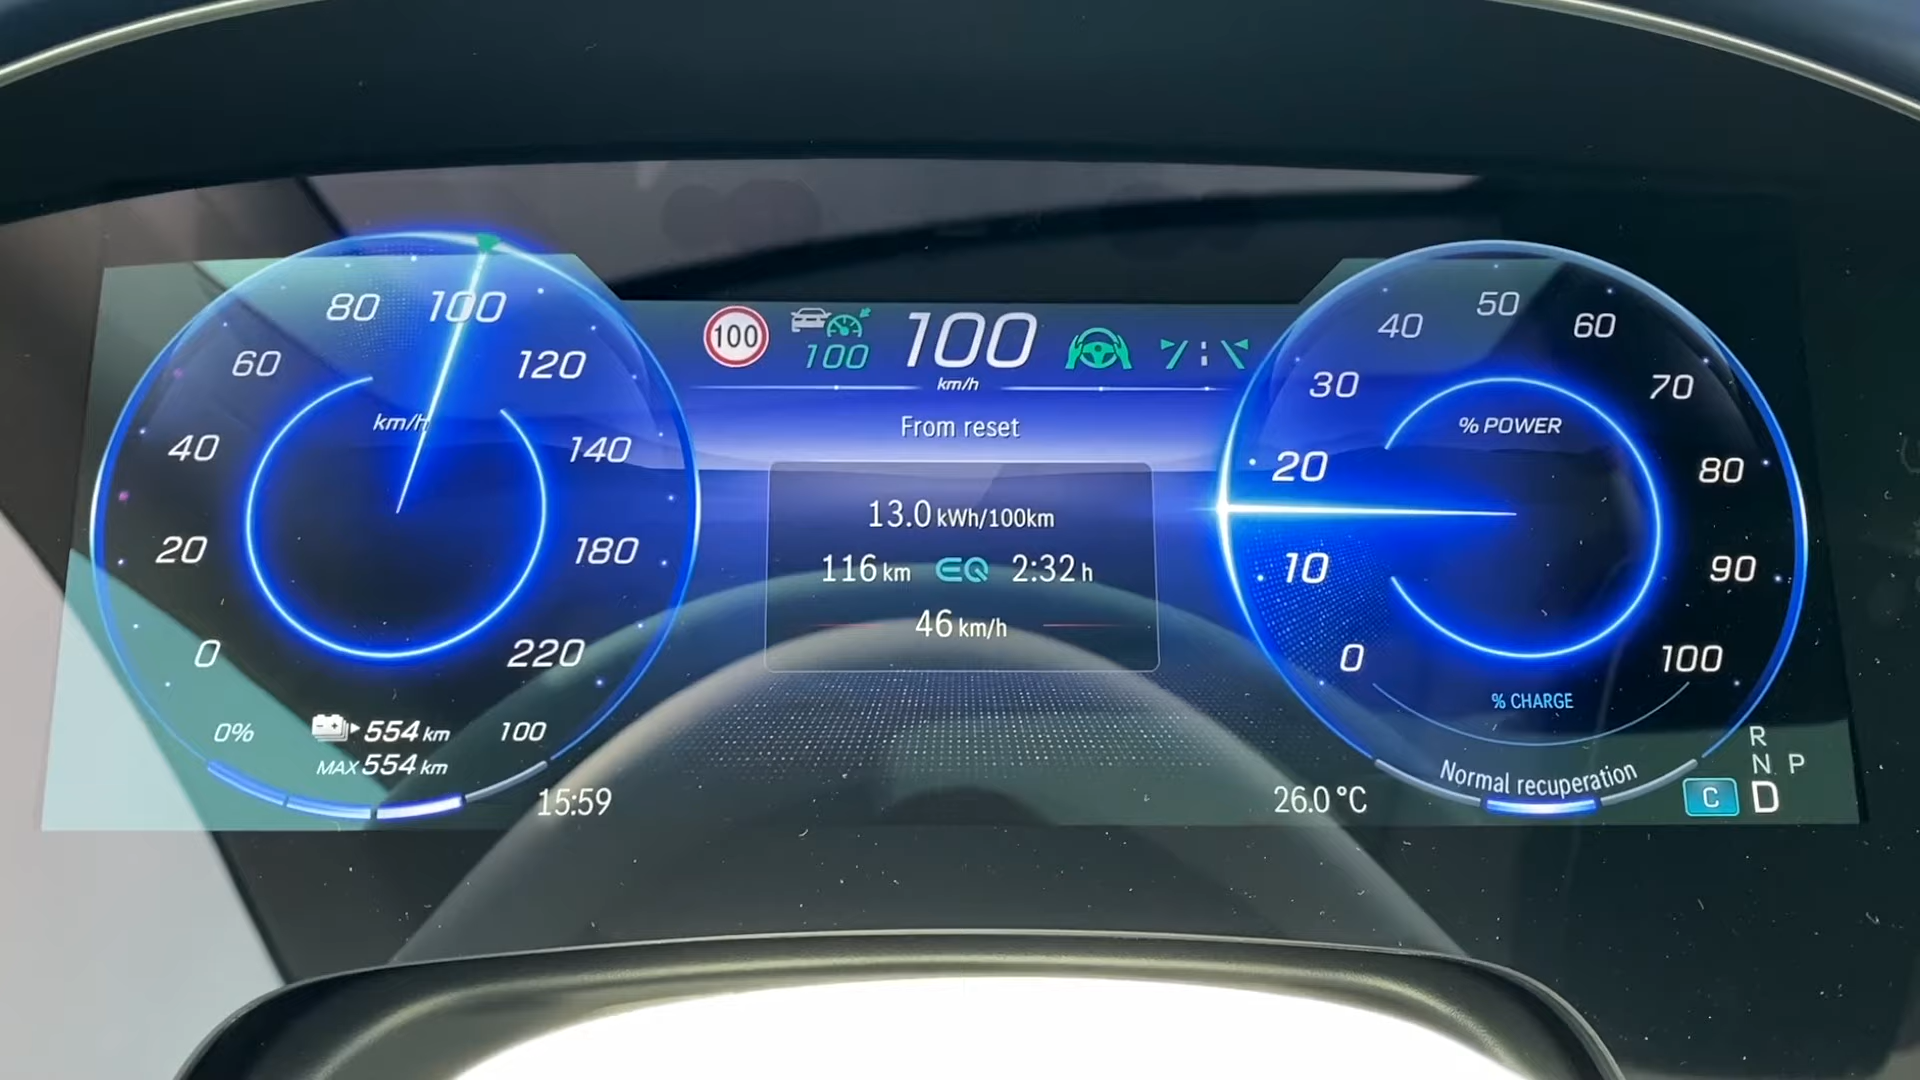 80 100
60 120
km/h
40 140
20 180
0 220
0% 554 km 100
MAX 554 km
15:59
100 100 100
km/h
From reset
13.0 kWh/100km
116 km EQ 2:32 h
46 km/h
26.0 °C
50
40 60
30 70
% POWER
20 80
10 90
0 100
% CHARGE
Normal recuperation
R
N P
C D